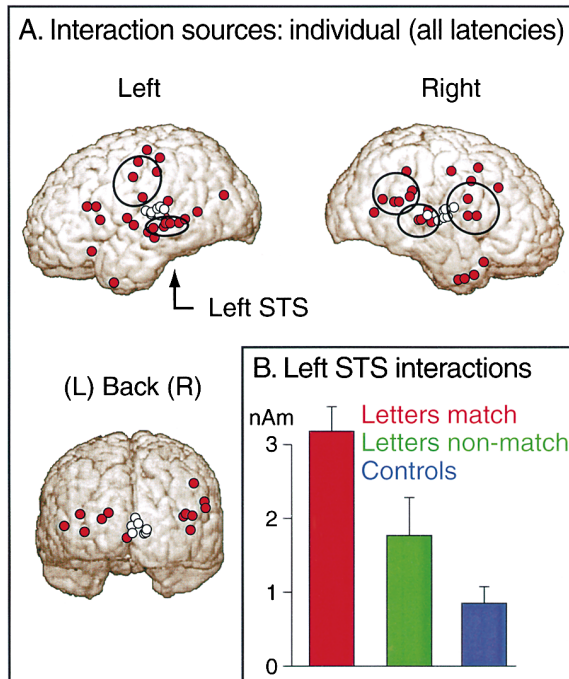 A. Interaction sources: individual (all latencies)
Left
Right
Left STS
(L) Back (R)
B. Left STS interactions
nAm
Letters match
Letters non-match
Controls
3
2
1
0